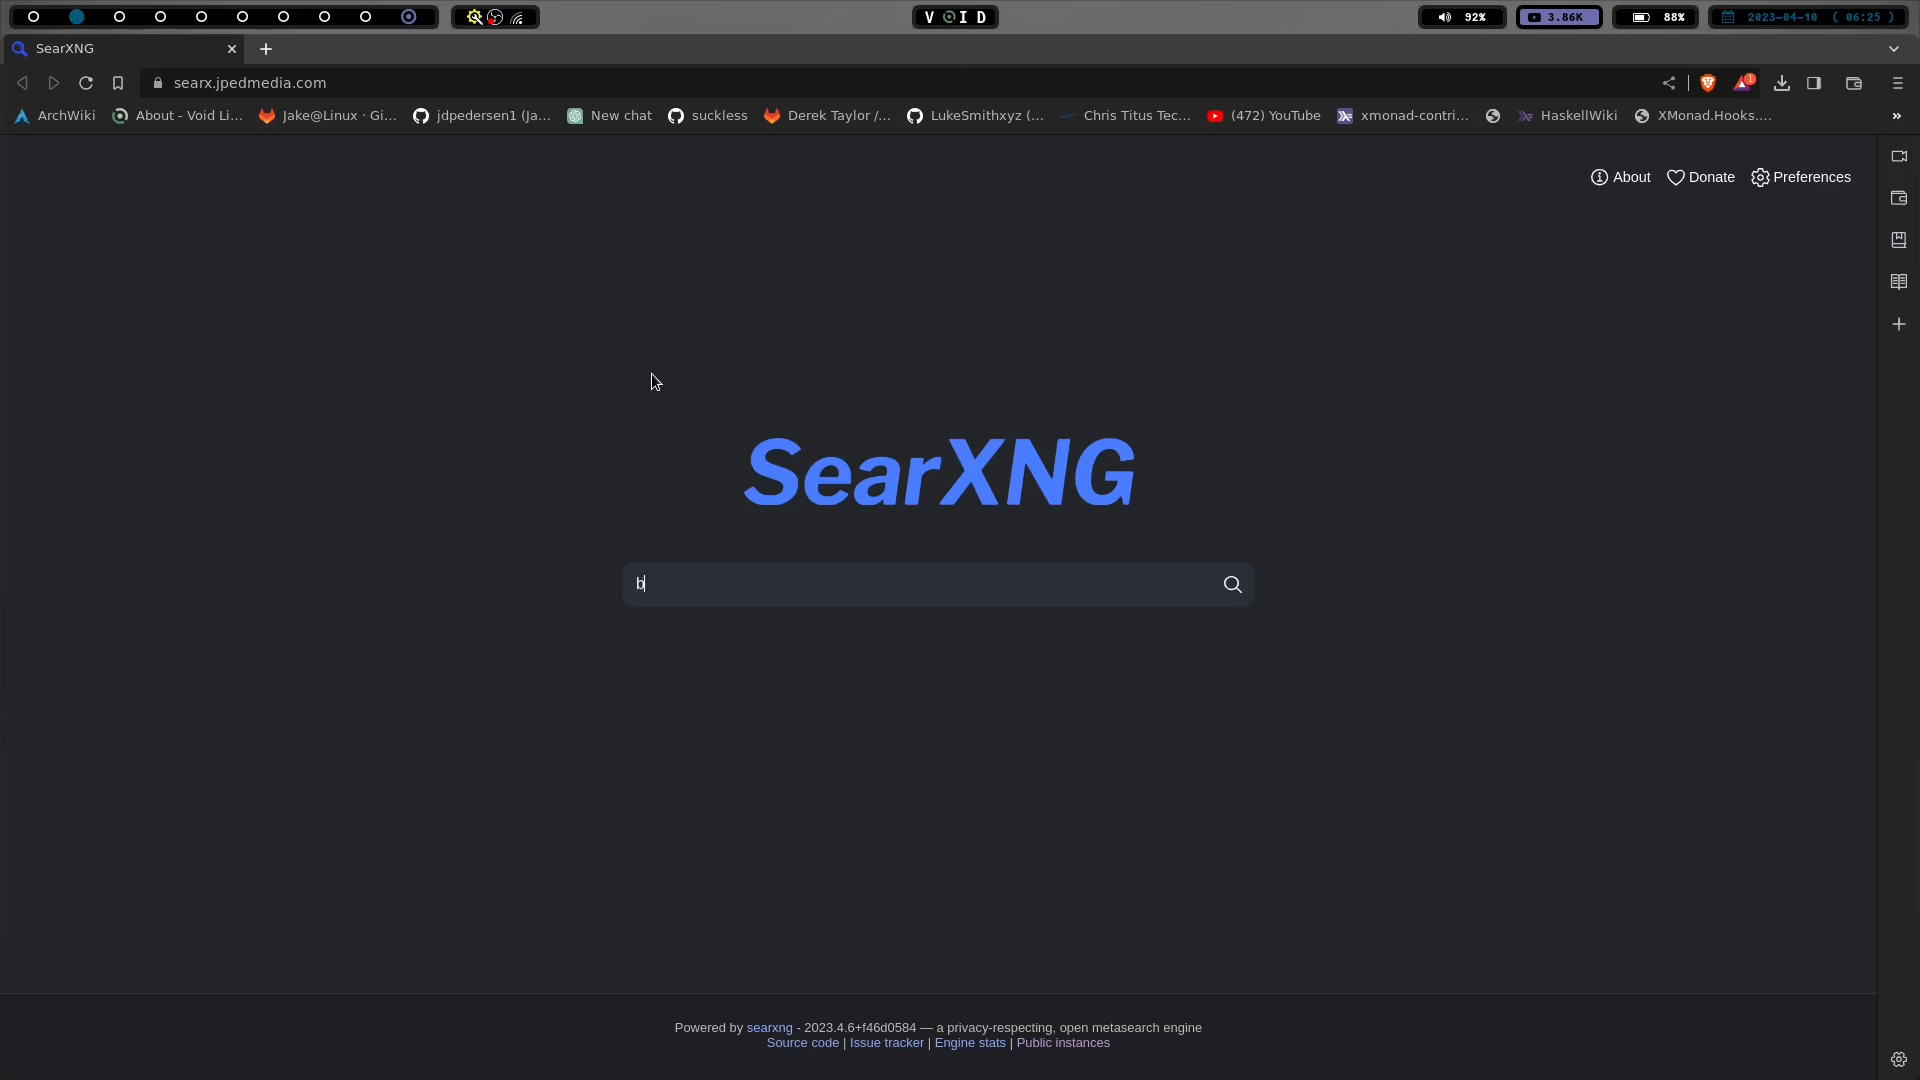 V O I D
92%
3.86K
88%
2023-04-10 ( 06:25 )
SearXNG
searx.jpedmedia.com
1
ArchWiki
About - Void Li...
Jake@Linux · Gi...
jdpedersen1 (Ja...
New chat
suckless
Derek Taylor /...
LukeSmithxyz (...
Chris Titus Tec...
(472) YouTube
xmonad-contri...
HaskellWiki
XMonad.Hooks....
»
About
Donate
Preferences
SearXNG
b
Powered by searxng - 2023.4.6+f46d0584 — a privacy-respecting, open metasearch engine
Source code | Issue tracker | Engine stats | Public instances